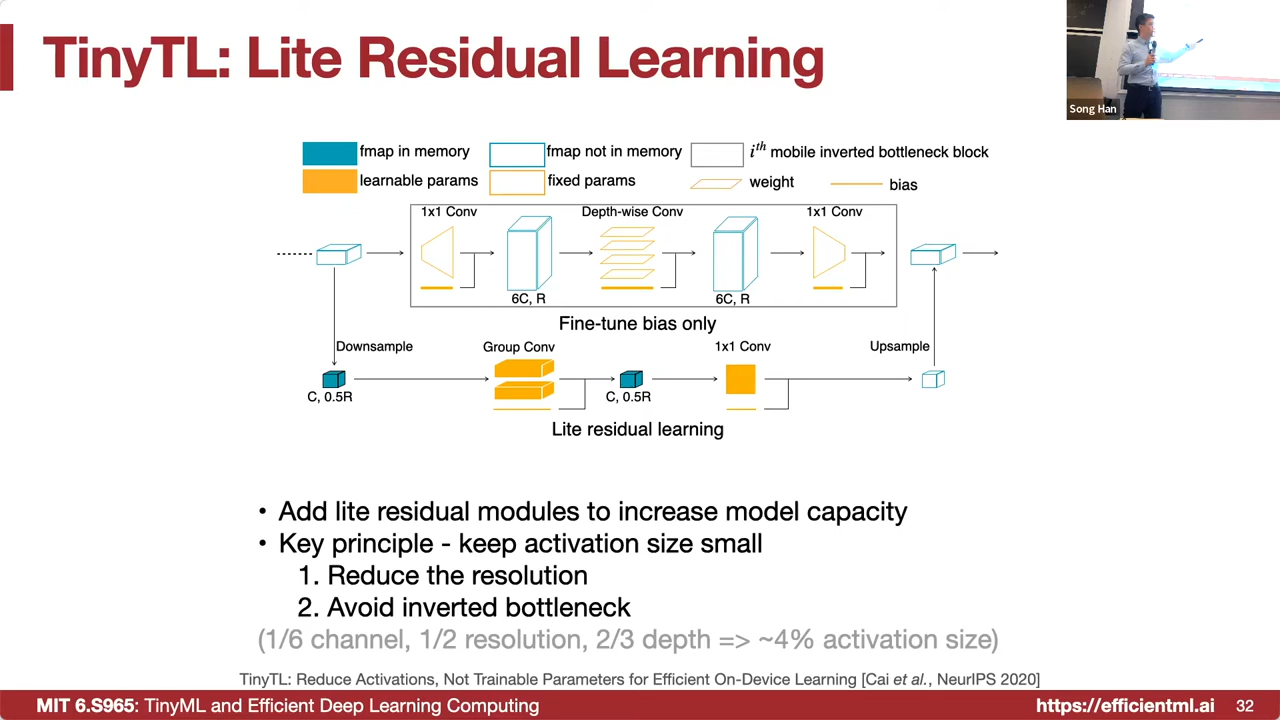 TinyTL: Lite Residual Learning
Song Han
fmap in memory
fmap not in memory
iᵗʰ mobile inverted bottleneck block
learnable params
fixed params
weight
bias
1x1 Conv
Depth-wise Conv
1x1 Conv
6C, R
6C, R
Fine-tune bias only
Downsample
Group Conv
1x1 Conv
Upsample
C, 0.5R
C, 0.5R
Lite residual learning
• Add lite residual modules to increase model capacity
• Key principle - keep activation size small
1. Reduce the resolution
2. Avoid inverted bottleneck
(1/6 channel, 1/2 resolution, 2/3 depth => ~4% activation size)
TinyTL: Reduce Activations, Not Trainable Parameters for Efficient On-Device Learning [Cai et al., NeurIPS 2020]
MIT 6.S965: TinyML and Efficient Deep Learning Computing
https://efficientml.ai
32